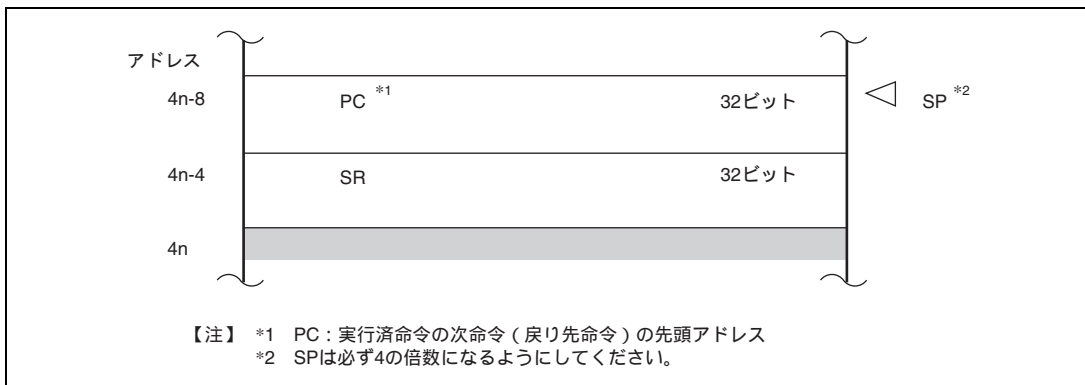 アドレス
4n-8 PC *1 32ビット SP *2
4n-4 SR 32ビット
4n
【注】 *1 PC：実行済命令の次命令（戻り先命令）の先頭アドレス
*2 SPは必ず4の倍数になるようにしてください。